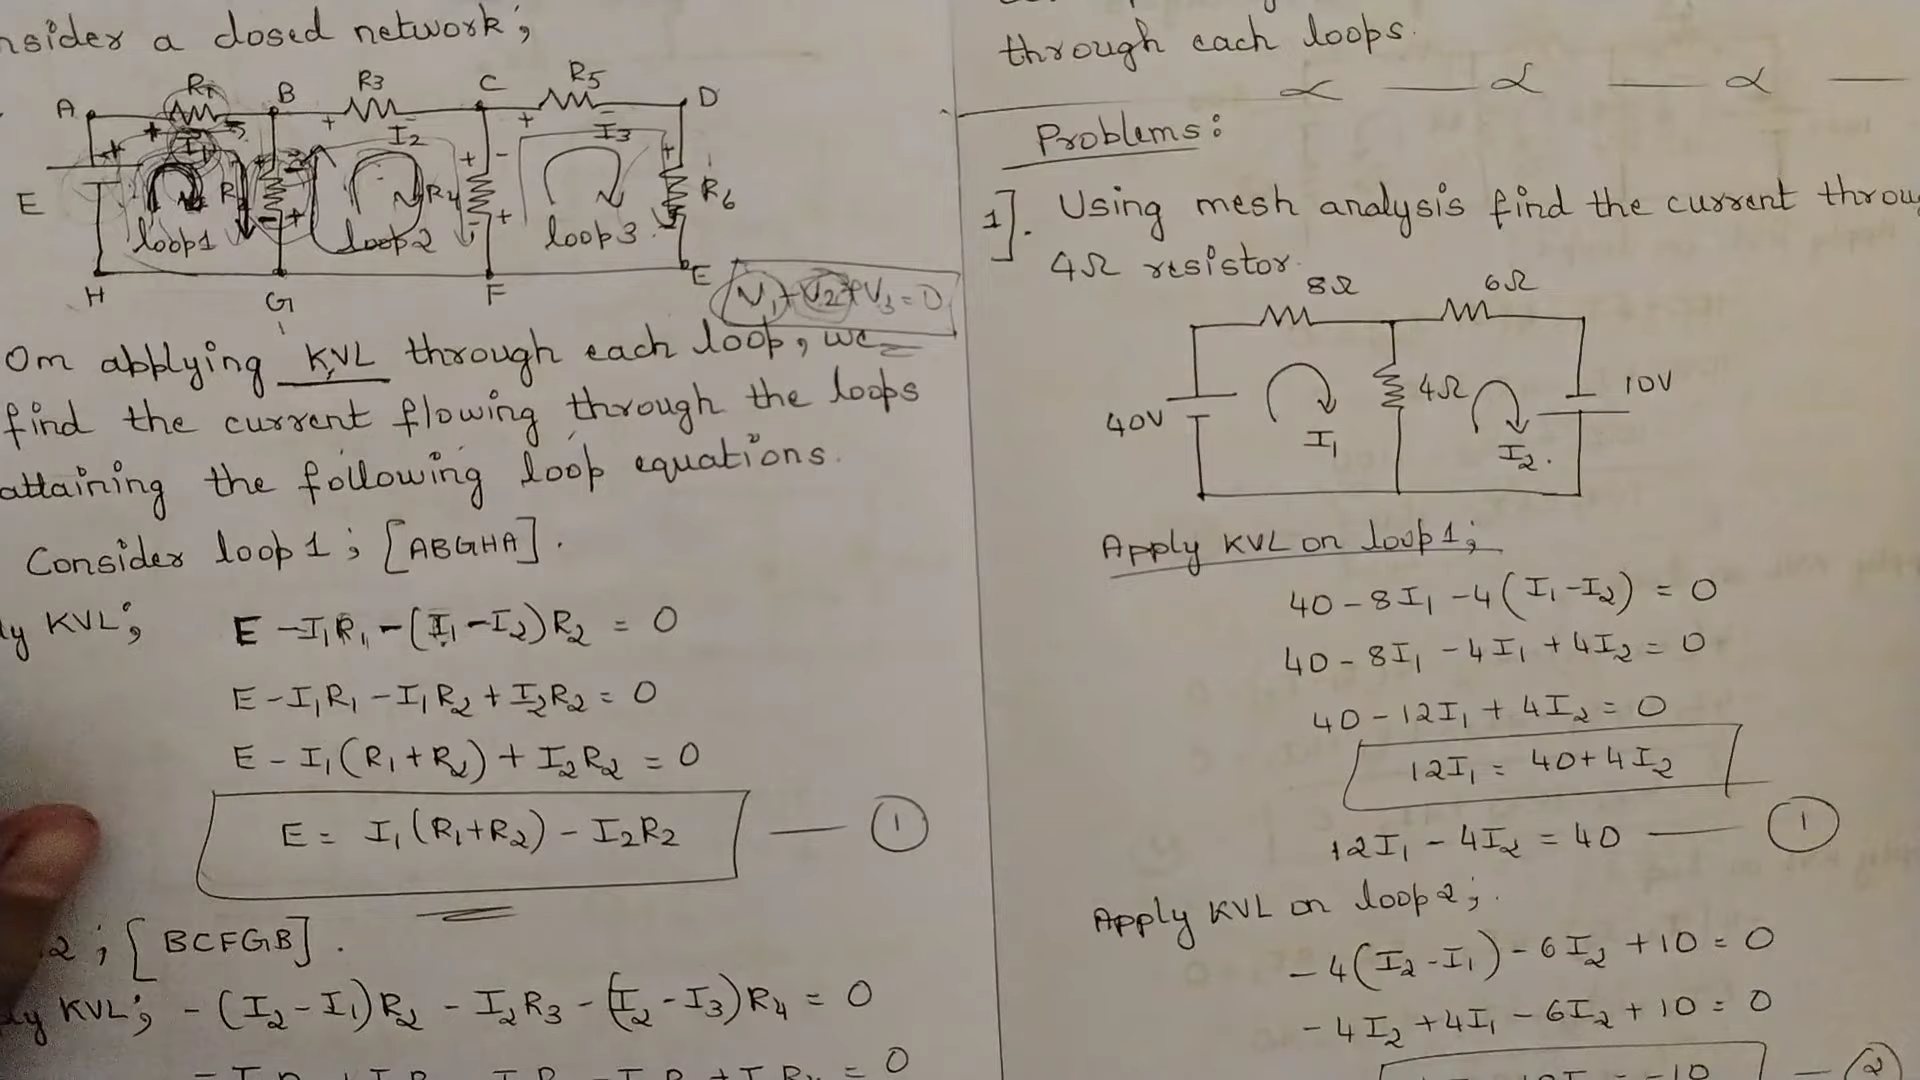 nsider a closed network;
A
R1
B
R3
C
R5
D
+
I1
I2
I3
E
R4
R6
loop1
loop2
loop3
H
G
F
E
V1+V2+V3=0
Om applying KVL through each loop, we
find the current flowing through the loops
attaining the following loop equations.
Consider loop 1; [ABGHA].
ly KVL; E - I1R1 - (I1 - I2)R2 = 0
E - I1R1 - I1R2 + I2R2 = 0
E - I1(R1+R2) + I2R2 = 0
E = I1(R1+R2) - I2R2 — 1
2; [BCFGB].
ly KVL; - (I2 - I1)R2 - I2R3 - (I2 - I3)R4 = 0
through each loops.
Problems:
1]. Using mesh analysis find the current throu
4Ω resistor.
8Ω
6Ω
40V
4Ω
10V
I1
I2.
Apply KVL on loop1;
40 - 8I1 - 4(I1 - I2) = 0
40 - 8I1 - 4I1 + 4I2 = 0
40 - 12I1 + 4I2 = 0
12I1 = 40+4I2
12I1 - 4I2 = 40 — 1
Apply KVL on loop2;
- 4(I2 - I1) - 6I2 + 10 = 0
- 4I2 + 4I1 - 6I2 + 10 = 0
= -10 — 2